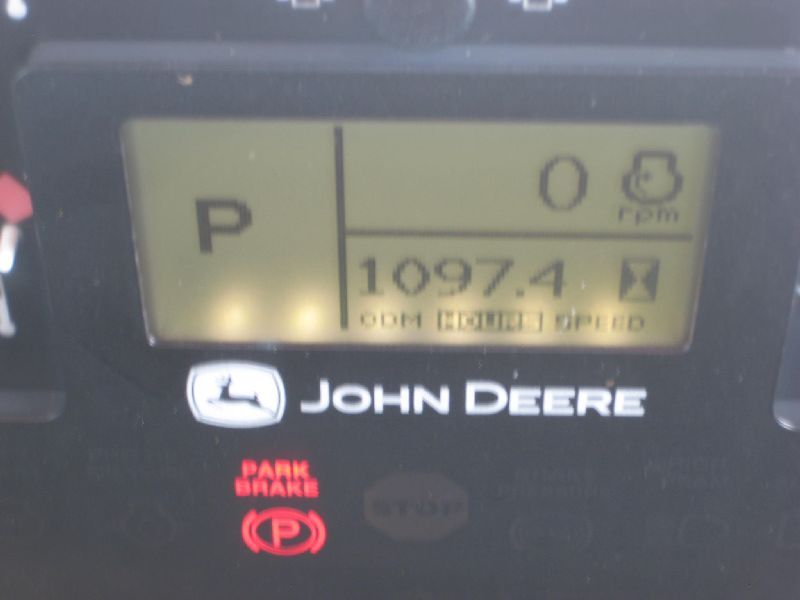 P
0
rpm
1097.4
ODM HOURS SPEED
JOHN DEERE
PARK
BRAKE
P
STOP